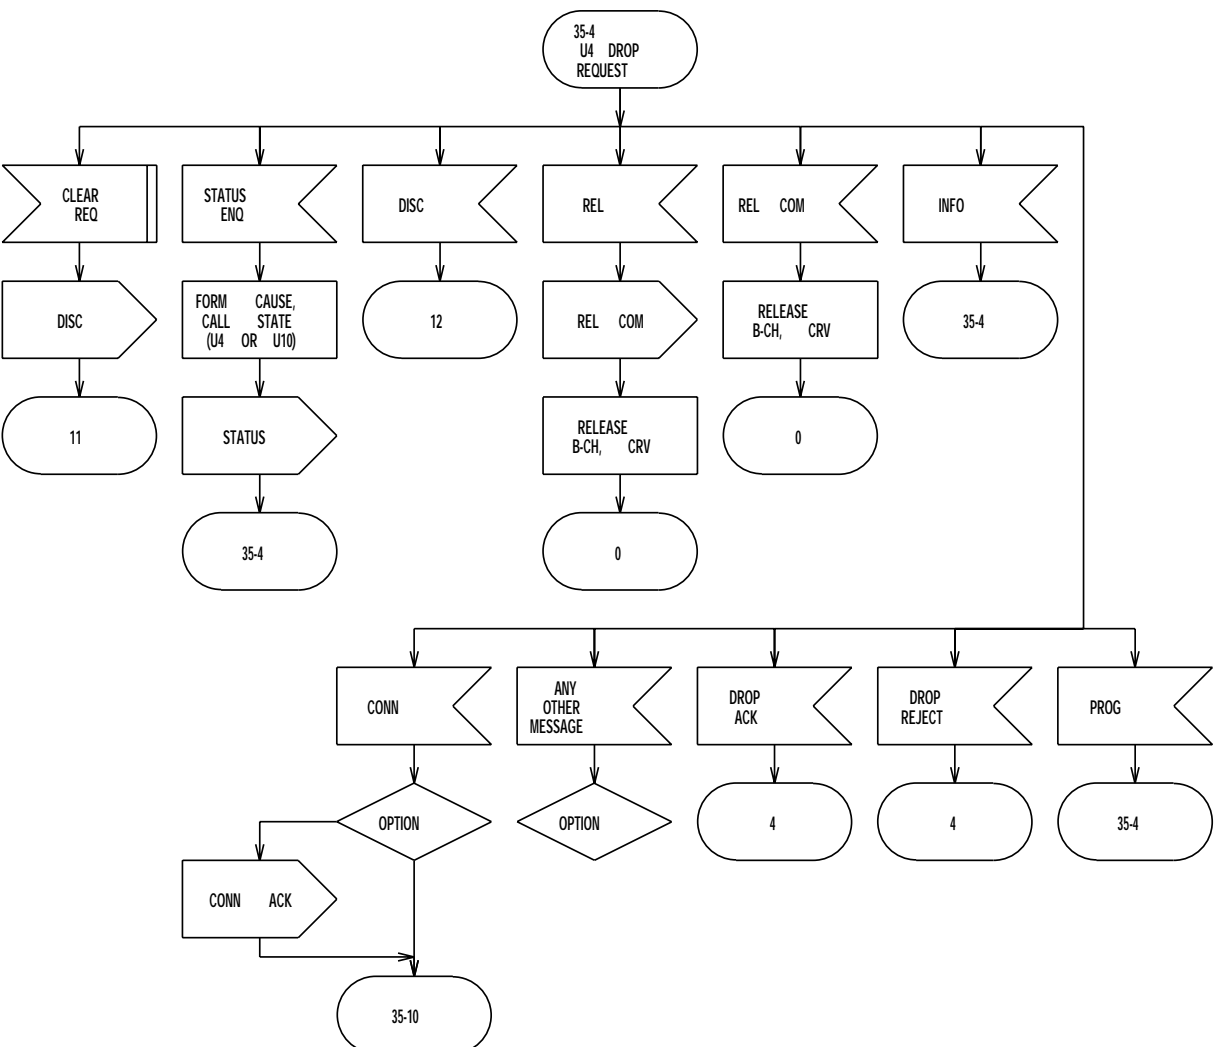 35-4
U4 DROP
REQUEST
CLEAR
REQ
STATUS
ENQ
DISC
REL
REL COM
INFO
DISC
FORM CAUSE,
CALL STATE
(U4 OR U10)
12
REL COM
RELEASE
B-CH, CRV
35-4
11
STATUS
RELEASE
B-CH, CRV
0
35-4
0
CONN
ANY
OTHER
MESSAGE
DROP
ACK
DROP
REJECT
PROG
OPTION
OPTION
4
4
35-4
CONN ACK
35-10